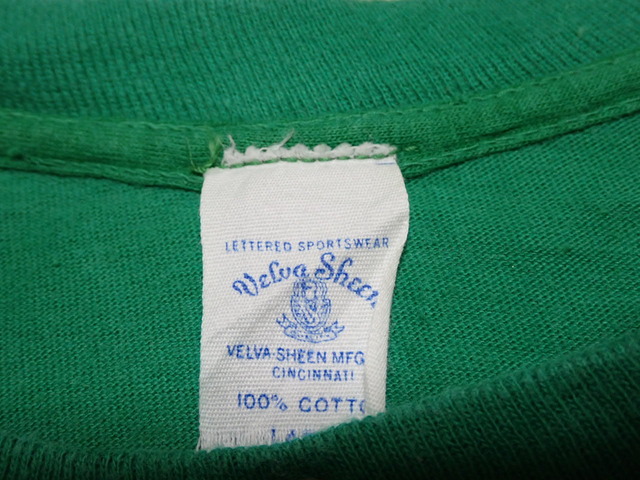 LETTERED SPORTSWEAR
Velva Sheen
VELVA-SHEEN MFG
CINCINNATI
100% COTTO